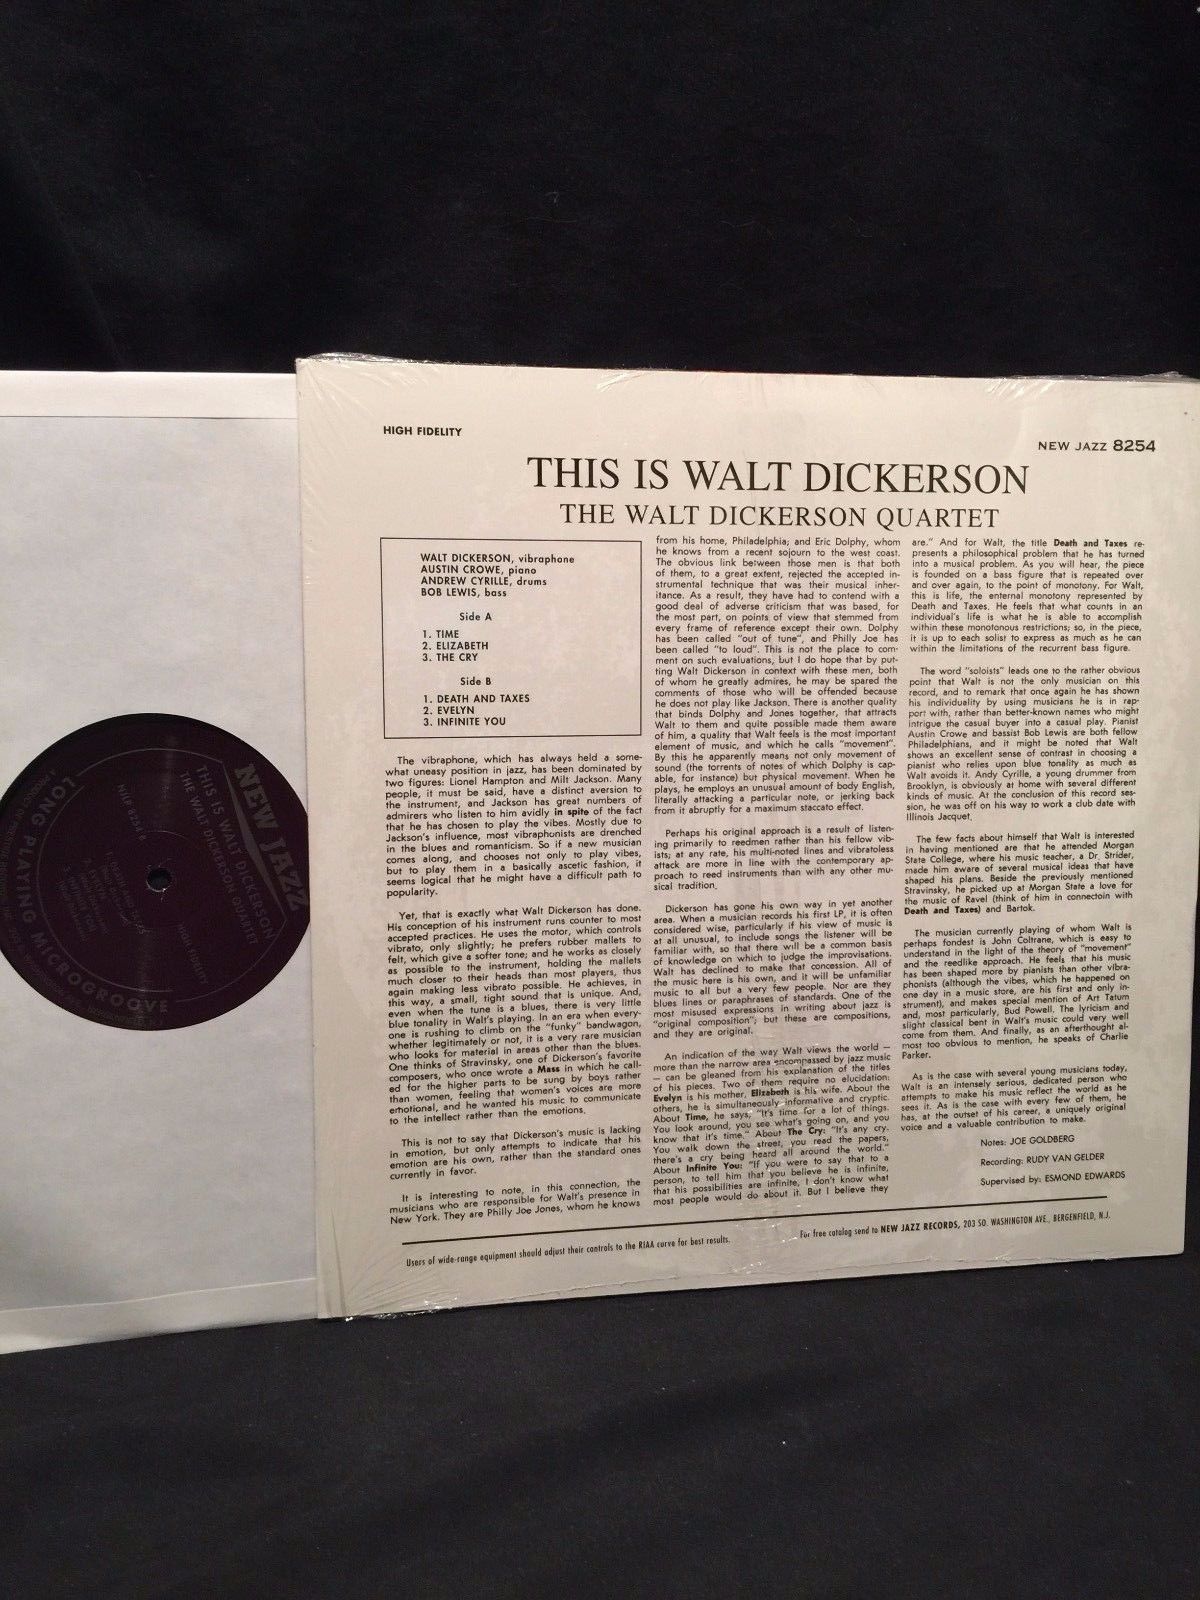 HIGH FIDELITY
NEW JAZZ 8254
THIS IS WALT DICKERSON
THE WALT DICKERSON QUARTET
WALT DICKERSON, vibraphone
AUSTIN CROWE, piano
ANDREW CYRILLE, drums
BOB LEWIS, bass
Side A
1. TIME
2. ELIZABETH
3. THE CRY
Side B
1. DEATH AND TAXES
2. EVELYN
3. INFINITE YOU
The vibraphone, which has always held a some-
what uneasy position in jazz, has been dominated by
two figures: Lionel Hampton and Milt Jackson. Many
people, it must be said, have a distinct aversion to
the instrument, and Jackson has great numbers of
admirers who listen to him avidly in spite of the fact
that he has chosen to play the vibes. Mostly due to
Jackson's influence, most vibraphonists are drenched
in the blues and romanticism. So if a new musician
comes along, and chooses not only to play vibes,
but to play them in a basically ascetic fashion, it
seems logical that he might have a difficult path to
popularity.
Yet, that is exactly what Walt Dickerson has done.
His conception of his instrument runs counter to most
accepted practices. He uses the motor, which controls
vibrato, only slightly; he prefers rubber mallets to
felt, which give a softer tone; and he works as closely
as possible to the instrument, holding the mallets
much closer to their heads than most players, thus
again making less vibrato possible. He achieves, in
this way, a small, tight sound that is unique. And,
even when the tune is a blues, there is very little
blue tonality in Walt's playing. In an era when every-
one is rushing to climb on the "funky" bandwagon,
whether legitimately or not, it is a very rare musician
who looks for material in areas other than the blues.
One thinks of Stravinsky, one of Dickerson's favorite
composers, who once wrote a Mass in which he call-
ed for the higher parts to be sung by boys rather
than women, feeling that women's voices are more
emotional, and he wanted his music to communicate
to the intellect rather than the emotions.
This is not to say that Dickerson's music is lacking
in emotion, but only attempts to indicate that his
emotion are his own, rather than the standard ones
currently in favor.
It is interesting to note, in this connection, the
musicians who are responsible for Walt's presence in
New York. They are Philly Joe Jones, whom he knows
from his home, Philadelphia; and Eric Dolphy, whom
he knows from a recent sojourn to the west coast.
The obvious link between those men is that both
of them, to a great extent, rejected the accepted in-
strumental technique that was their musical inher-
itance. As a result, they have had to contend with a
good deal of adverse criticism that was based, for
the most part, on points of view that stemmed from
every frame of reference except their own. Dolphy
has been called "out of tune", and Philly Joe has
been called "to loud". This is not the place to com-
ment on such evaluations, but I do hope that by put-
ting Walt Dickerson in context with these men, both
of whom he greatly admires, he may be spared the
comments of those who will be offended because
he does not play like Jackson. There is another quality
that binds Dolphy and Jones together, that attracts
Walt to them and quite possible made them aware
of him, a quality that Walt feels is the most important
element of music, and which he calls "movement".
By this he apparently means not only movement of
sound (the torrents of notes of which Dolphy is cap-
able, for instance) but physical movement. When he
plays, he employs an unusual amount of body English,
literally attacking a particular note, or jerking back
from it abruptly for a maximum staccato effect.
Perhaps his original approach is a result of listen-
ing primarily to reedmen rather than his fellow vib-
ists; at any rate, his multi-noted lines and vibratoless
attack are more in line with the contemporary ap-
proach to reed instruments than with any other mu-
sical tradition.
Dickerson has gone his own way in yet another
area. When a musician records his first LP, it is often
considered wise, particularly if his view of music is
at all unusual, to include songs the listener will be
familiar with, so that there will be a common basis
of knowledge on which to judge the improvisations.
Walt has declined to make that concession. All of
the music here is his own, and it will be unfamiliar
music to all but a very few people. Nor are they
blues lines or paraphrases of standards. One of the
most misused expressions in writing about jazz is
"original composition"; but these are compositions,
and they are original.
An indication of the way Walt views the world —
more than the narrow area encompassed by jazz music
— can be gleaned from his explanation of the titles
of his pieces. Two of them require no elucidation:
Evelyn is his mother, Elizabeth is his wife. About the
others, he is simultaneously informative and cryptic.
About Time, he says; "It's time for a lot of things.
You look around, you see what's going on, and you
know that it's time." About The Cry: "It's any cry.
You walk down the street, you read the papers,
there's a cry being heard all around the world."
About Infinite You: "If you were to say that to a
person, to tell him that you believe he is infinite,
that his possibilities are infinite, I don't know what
most people would do about it. But I believe they
are." And for Walt, the title Death and Taxes re-
presents a philosophical problem that he has turned
into a musical problem. As you will hear, the piece
is founded on a bass figure that is repeated over
and over again, to the point of monotony. For Walt,
this is life, the enternal monotony represented by
Death and Taxes. He feels that what counts in an
individual's life is what he is able to accomplish
within these monotonous restrictions; so, in the piece,
it is up to each solist to express as much as he can
within the limitations of the recurrent bass figure.
The word "soloists" leads one to the rather obvious
point that Walt is not the only musician on this
record, and to remark that once again he has shown
his individuality by using musicians he is in rap-
port with, rather than better-known names who might
intrigue the casual buyer into a casual play. Pianist
Austin Crowe and bassist Bob Lewis are both fellow
Philadelphians, and it might be noted that Walt
shows an excellent sense of contrast in choosing a
pianist who relies upon blue tonality as much as
Walt avoids it. Andy Cyrille, a young drummer from
Brooklyn, is obviously at home with several different
kinds of music. At the conclusion of this record ses-
sion, he was off on his way to work a club date with
Illinois Jacquet.
The few facts about himself that Walt is interested
in having mentioned are that he attended Morgan
State College, where his music teacher, a Dr. Strider,
made him aware of several musical ideas that have
shaped his plans. Beside the previously mentioned
Stravinsky, he picked up at Morgan State a love for
the music of Ravel (think of him in connectoin with
Death and Taxes) and Bartok.
The musician currently playing of whom Walt is
perhaps fondest is John Coltrane, which is easy to
understand in the light of the theory of "movement"
and the reedlike approach. He feels that his music
has been shaped more by pianists than other vibra-
phonists (although the vibes, which he happened on
one day in a music store, are his first and only in-
strument), and makes special mention of Art Tatum
and, most particularly, Bud Powell. The lyricism and
slight classical bent in Walt's music could very well
come from them. And finally, as an afterthought al-
most too obvious to mention, he speaks of Charlie
Parker.
As is the case with several young musicians today,
Walt is an intensely serious, dedicated person who
attempts to make his music reflect the world as he
sees it. As is the case with every few of them, he
has, at the outset of his career, a uniquely original
voice and a valuable contribution to make.
Notes: JOE GOLDBERG
Recording: RUDY VAN GELDER
Supervised by: ESMOND EDWARDS
Users of wide-range equipment should adjust their controls to the RIAA curve for best results.
For free catalog send to NEW JAZZ RECORDS, 203 SO. WASHINGTON AVE., BERGENFIELD, N.J.
NEW JAZZ
THIS IS WALT DICKERSON
THE WALT DICKERSON QUARTET
HIGH FIDELITY
LONG PLAYING MICROGROOVE